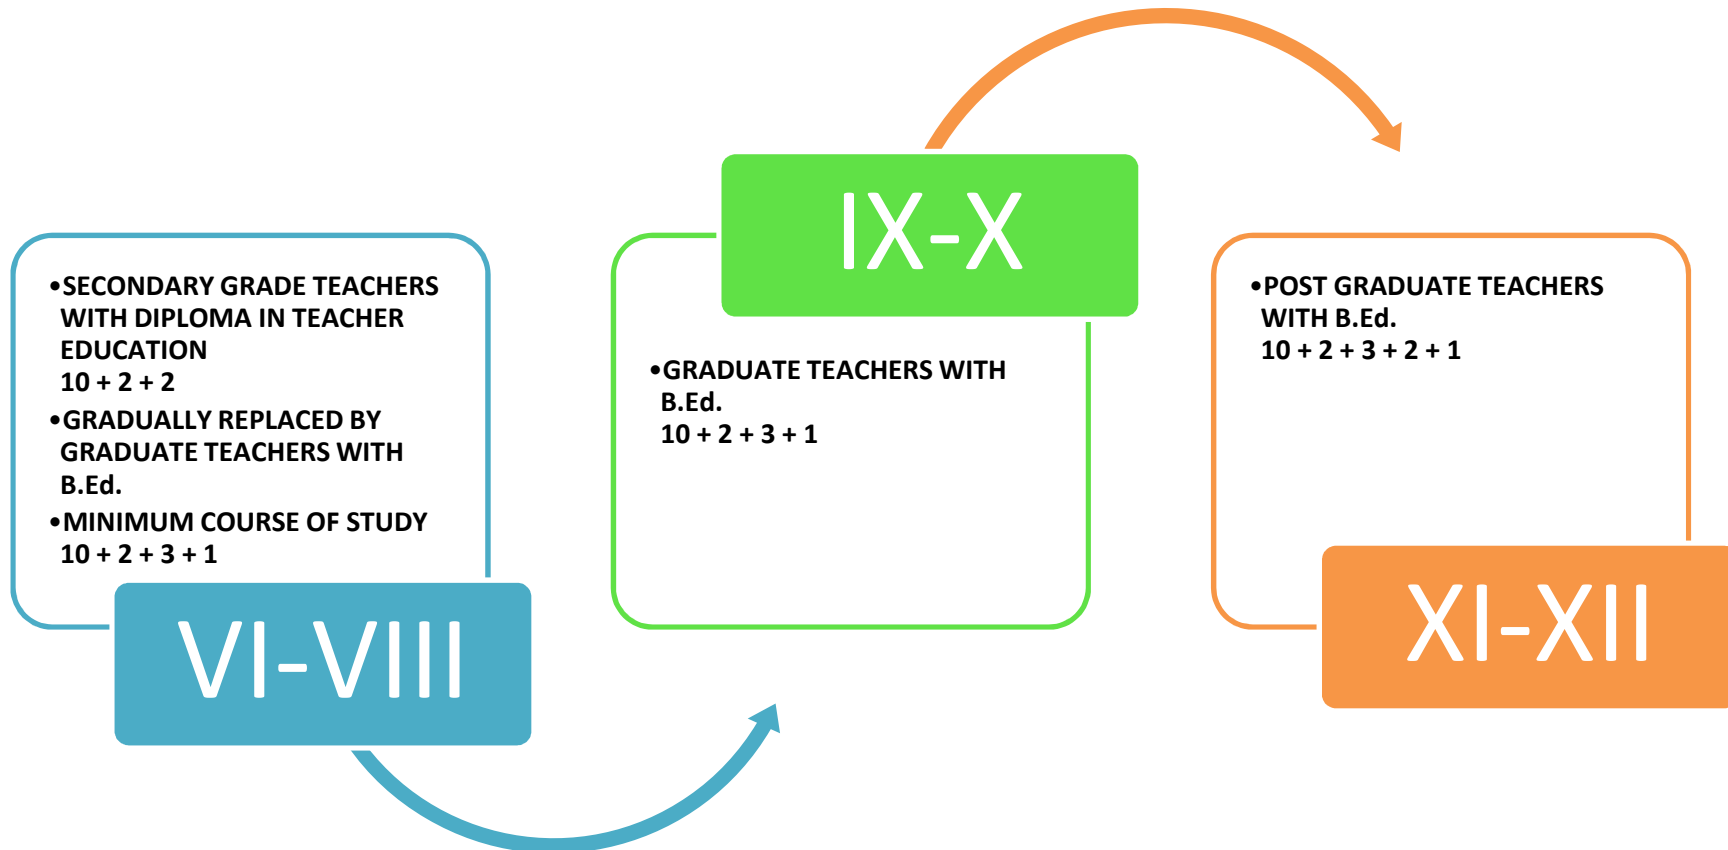 •SECONDARY GRADE TEACHERS
WITH DIPLOMA IN TEACHER
EDUCATION
10 + 2 + 2
•GRADUALLY REPLACED BY
GRADUATE TEACHERS WITH
B.Ed.
•MINIMUM COURSE OF STUDY
10 + 2 + 3 + 1
VI-VIII
IX-X
•GRADUATE TEACHERS WITH
B.Ed.
10 + 2 + 3 + 1
•POST GRADUATE TEACHERS
WITH B.Ed.
10 + 2 + 3 + 2 + 1
XI-XII